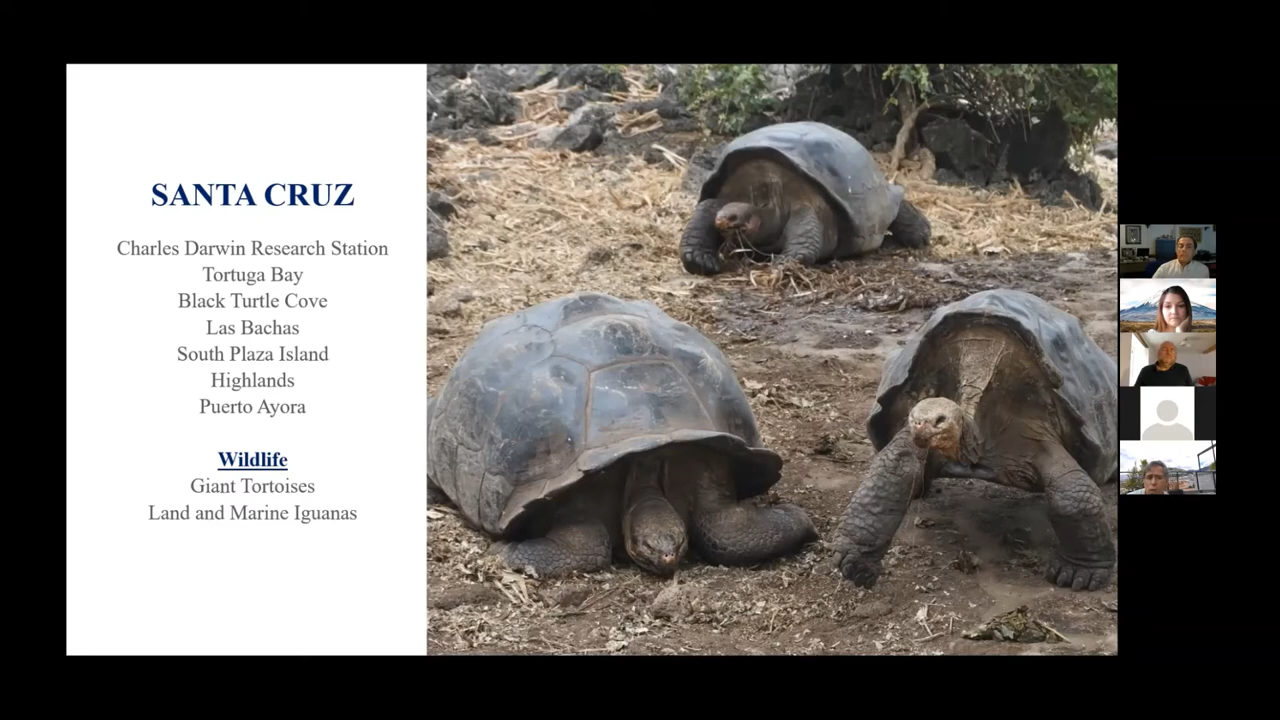 SANTA CRUZ
Charles Darwin Research Station
Tortuga Bay
Black Turtle Cove
Las Bachas
South Plaza Island
Highlands
Puerto Ayora
Wildlife
Giant Tortoises
Land and Marine Iguanas